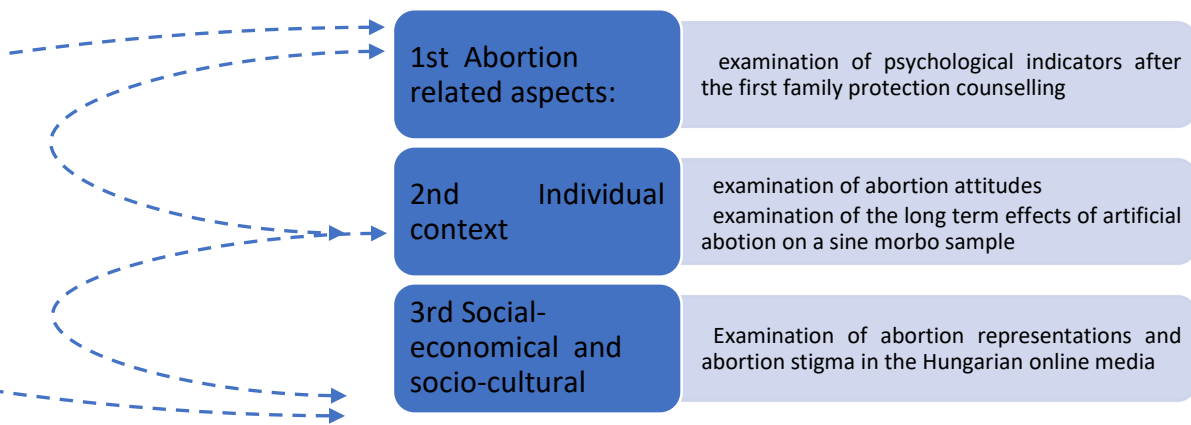 1st Abortion
related aspects:
examination of psychological indicators after
the first family protection counselling
2nd Individual
context
examination of abortion attitudes
examination of the long term effects of artificial
abotion on a sine morbo sample
3rd Social-
economical and
socio-cultural
Examination of abortion representations and
abortion stigma in the Hungarian online media